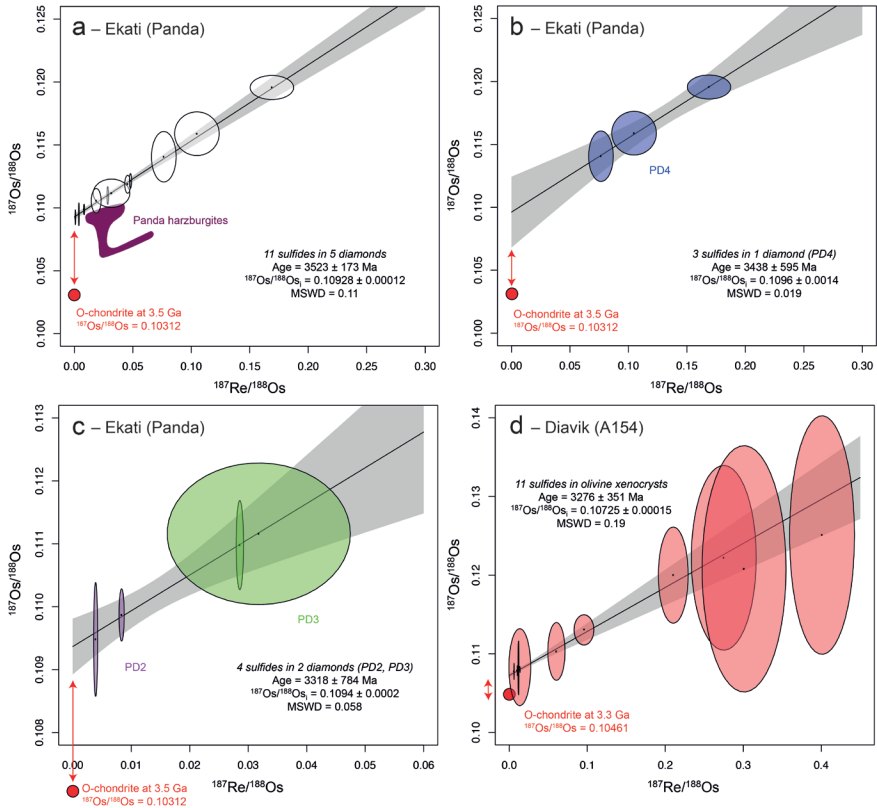 a – Ekati (Panda)
0.125
0.120
0.115
0.110
0.105
0.100
187Os/188Os
Panda harzburgites
11 sulfides in 5 diamonds
Age = 3523 ± 173 Ma
187Os/188Osi = 0.10928 ± 0.00012
MSWD = 0.11
O-chondrite at 3.5 Ga
187Os/188Os = 0.10312
0.00 0.05 0.10 0.15 0.20 0.25 0.30
187Re/188Os
b – Ekati (Panda)
0.125
0.120
0.115
0.110
0.105
0.100
187Os/188Os
PD4
3 sulfides in 1 diamond (PD4)
Age = 3438 ± 595 Ma
187Os/188Osi = 0.1096 ± 0.0014
MSWD = 0.019
O-chondrite at 3.5 Ga
187Os/188Os = 0.10312
0.00 0.05 0.10 0.15 0.20 0.25 0.30
187Re/188Os
c – Ekati (Panda)
0.113
0.112
0.111
0.110
0.109
0.108
187Os/188Os
PD3
PD2
4 sulfides in 2 diamonds (PD2, PD3)
Age = 3318 ± 784 Ma
187Os/188Osi = 0.1094 ± 0.0002
MSWD = 0.058
O-chondrite at 3.5 Ga
187Os/188Os = 0.10312
0.00 0.01 0.02 0.03 0.04 0.05 0.06
187Re/188Os
d – Diavik (A154)
0.14
0.13
0.12
0.11
0.10
187Os/188Os
11 sulfides in olivine xenocrysts
Age = 3276 ± 351 Ma
187Os/188Osi = 0.10725 ± 0.00015
MSWD = 0.19
O-chondrite at 3.3 Ga
187Os/188Os = 0.10461
0.0 0.1 0.2 0.3 0.4
187Re/188Os